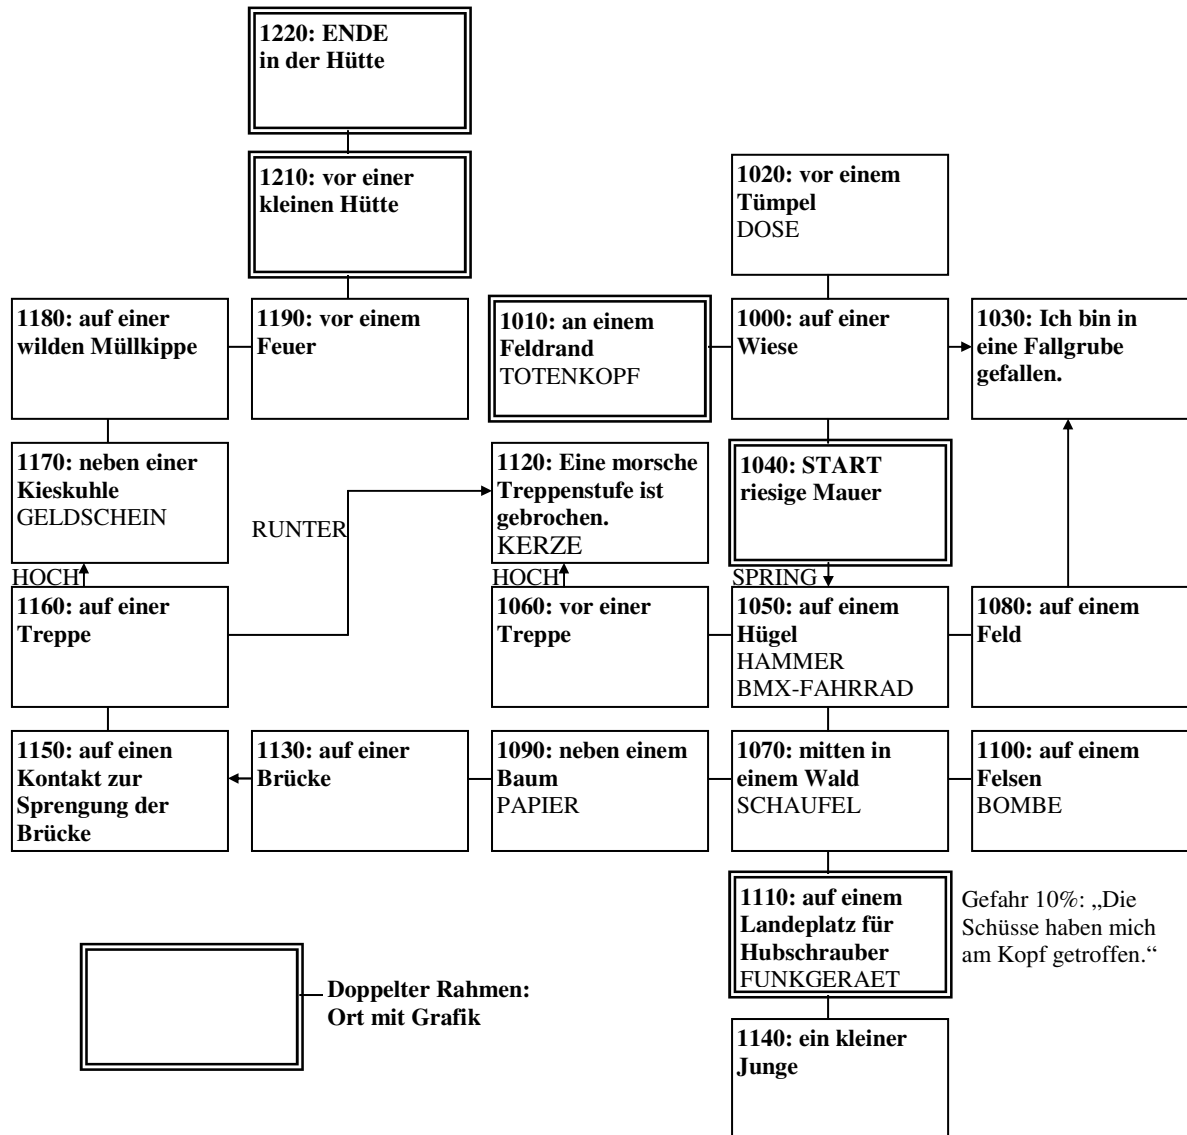 1220: ENDE
in der Hütte
1210: vor einer
kleinen Hütte
1020: vor einem
Tümpel
DOSE
1180: auf einer
wilden Müllkippe
1190: vor einem
Feuer
1010: an einem
Feldrand
TOTENKOPF
1000: auf einer
Wiese
1030: Ich bin in
eine Fallgrube
gefallen.
1170: neben einer
Kieskuhle
GELDSCHEIN
RUNTER
1120: Eine morsche
Treppenstufe ist
gebrochen.
KERZE
1040: START
riesige Mauer
HOCH
HOCH
SPRING
1160: auf einer
Treppe
1060: vor einer
Treppe
1050: auf einem
Hügel
HAMMER
BMX-FAHRRAD
1080: auf einem
Feld
1150: auf einen
Kontakt zur
Sprengung der
Brücke
1130: auf einer
Brücke
1090: neben einem
Baum
PAPIER
1070: mitten in
einem Wald
SCHAUFEL
1100: auf einem
Felsen
BOMBE
1110: auf einem
Landeplatz für
Hubschrauber
FUNKGERAET
Gefahr 10%: „Die
Schüsse haben mich
am Kopf getroffen.“
Doppelter Rahmen:
Ort mit Grafik
1140: ein kleiner
Junge